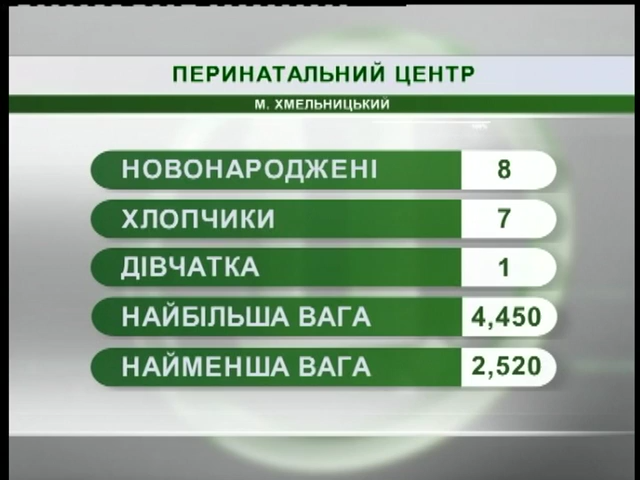 ПЕРИНАТАЛЬНИЙ ЦЕНТР
М. ХМЕЛЬНИЦЬКИЙ
НОВОНАРОДЖЕНІ 8
ХЛОПЧИКИ 7
ДІВЧАТКА 1
НАЙБІЛЬША ВАГА 4,450
НАЙМЕНША ВАГА 2,520